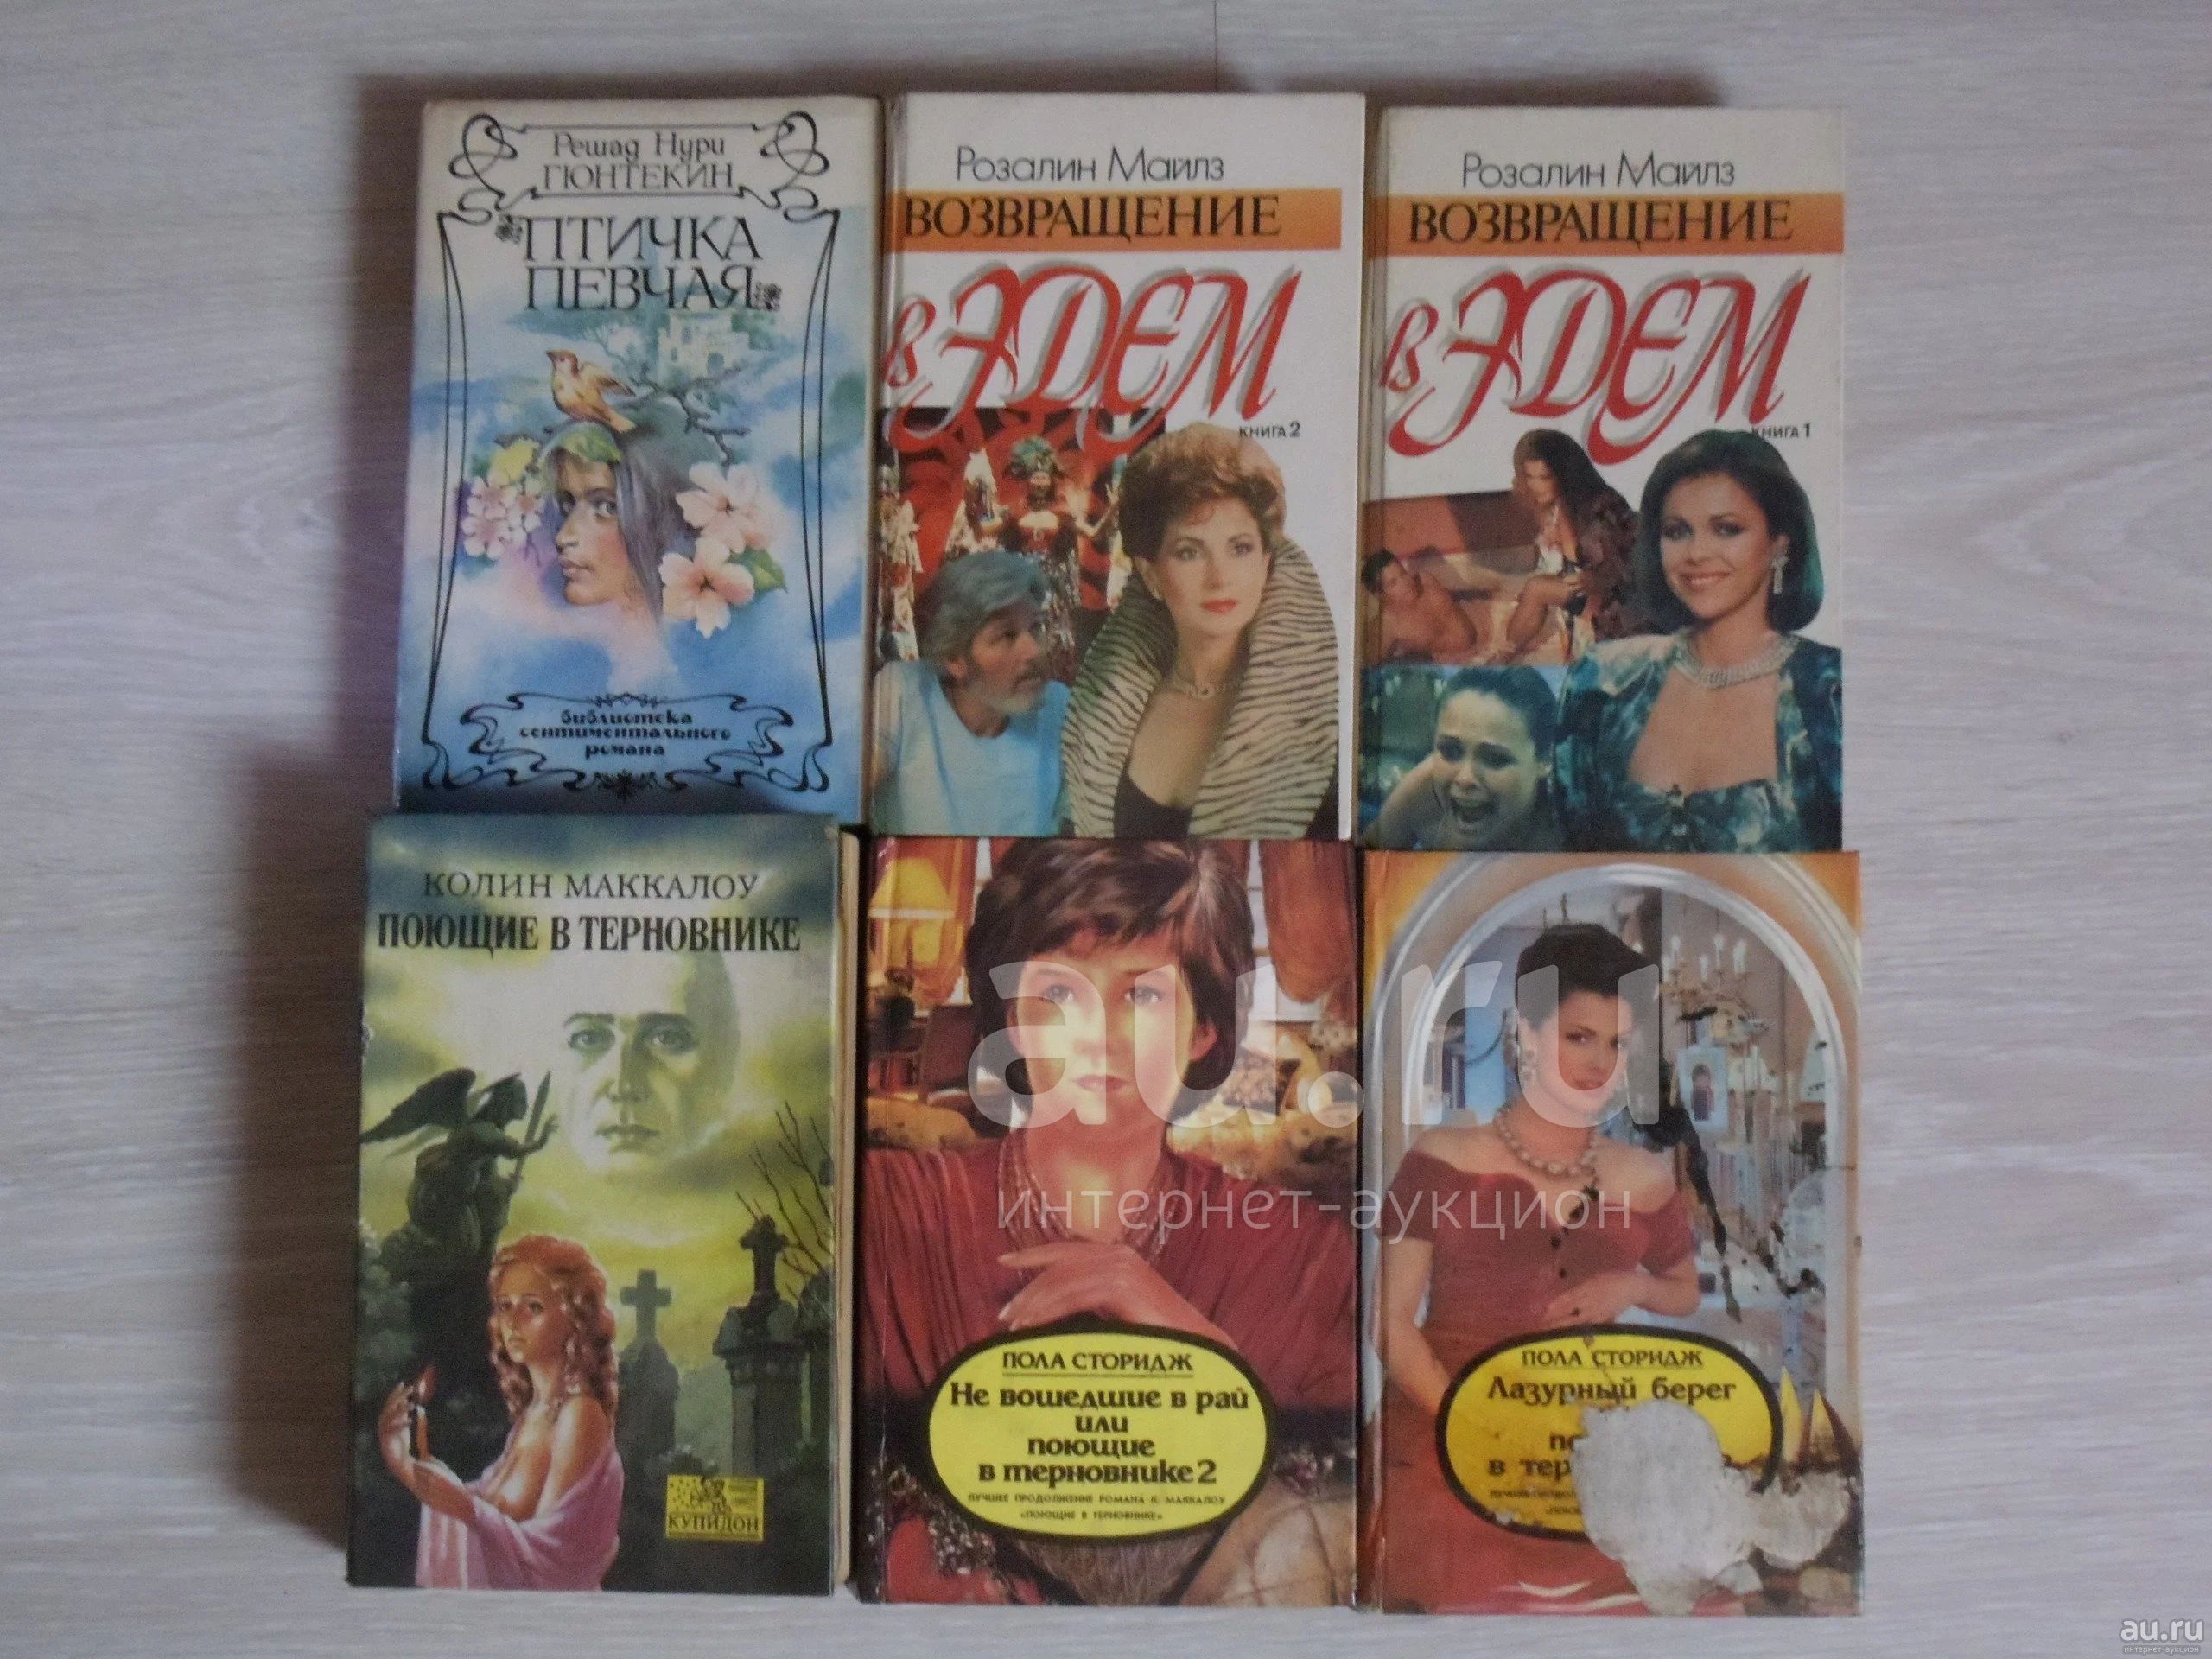 Решад Нури
ГЮНТЕКИН
ПТИЧКА
ПЕВЧАЯ
библиотека
сентиментального
романа
Розалин Майлз
ВОЗВРАЩЕНИЕ
в ЭДЕМ
КНИГА 2
Розалин Майлз
ВОЗВРАЩЕНИЕ
в ЭДЕМ
КНИГА 1
КОЛИН МАККАЛОУ
ПОЮЩИЕ В ТЕРНОВНИКЕ
КУПИДОН
ПОЛА СТОРИДЖ
Не вошедшие в рай
или
поющие
в терновнике 2
ЛУЧШЕЕ ПРОДОЛЖЕНИЕ РОМАНА К. МАККАЛОУ
«ПОЮЩИЕ В ТЕРНОВНИКЕ»
ПОЛА СТОРИДЖ
Лазурный берег
по
в тер
au.ru
интернет-аукцион
au.ru
интернет-аукцион